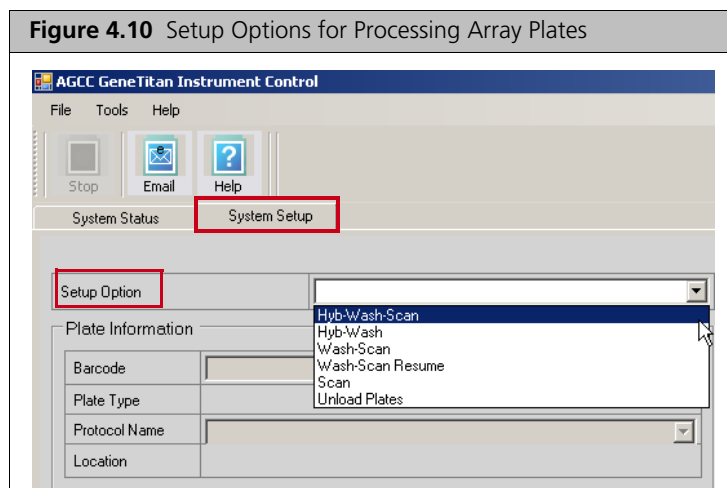 Figure 4.10 Setup Options for Processing Array Plates
AGCC GeneTitan Instrument Control
File Tools Help
Stop Email Help
System Status System Setup
Setup Option
Hyb-Wash-Scan
Hyb-Wash
Wash-Scan
Wash-Scan Resume
Scan
Unload Plates
Plate Information
Barcode
Plate Type
Protocol Name
Location